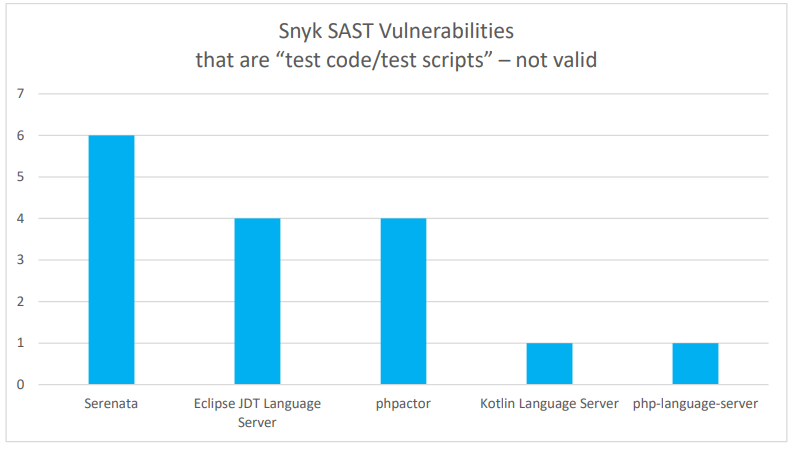 Snyk SAST Vulnerabilities
that are “test code/test scripts” – not valid
7
6
5
4
3
2
1
0
Serenata
Eclipse JDT Language
Server
phpactor
Kotlin Language Server
php-language-server